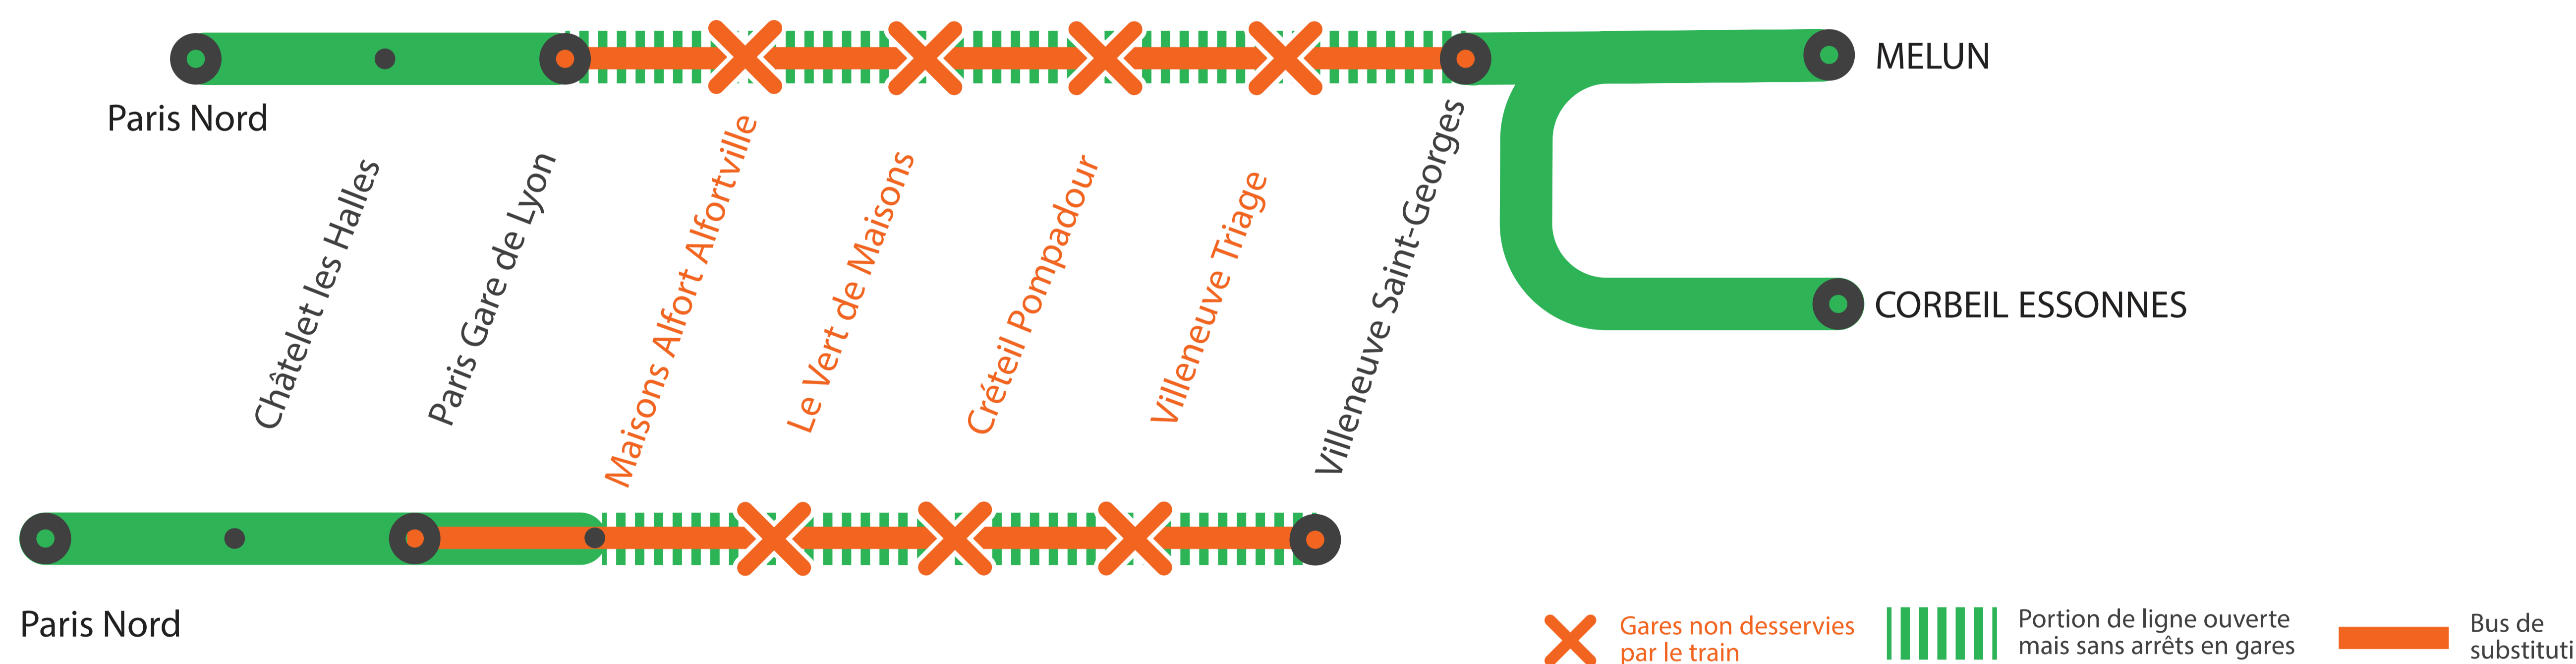 MELUN
Paris Nord
Châtelet les Halles
Paris Gare de Lyon
Maisons Alfort Alfortville
Le Vert de Maisons
Créteil Pompadour
Villeneuve Triage
Villeneuve Saint-Georges
CORBEIL ESSONNES
Paris Nord
Gares non desservies
par le train
Portion de ligne ouverte
mais sans arrêts en gares
Bus de
substituti